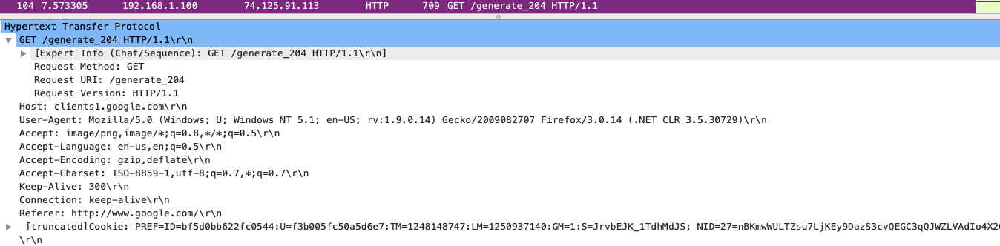 104 7.573305 192.168.1.100 74.125.91.113 HTTP 709 GET /generate_204 HTTP/1.1
Hypertext Transfer Protocol
GET /generate_204 HTTP/1.1\r\n
[Expert Info (Chat/Sequence): GET /generate_204 HTTP/1.1\r\n]
Request Method: GET
Request URI: /generate_204
Request Version: HTTP/1.1
Host: clients1.google.com\r\n
User-Agent: Mozilla/5.0 (Windows; U; Windows NT 5.1; en-US; rv:1.9.0.14) Gecko/2009082707 Firefox/3.0.14 (.NET CLR 3.5.30729)\r\n
Accept: image/png,image/*;q=0.8,*/*;q=0.5\r\n
Accept-Language: en-us,en;q=0.5\r\n
Accept-Encoding: gzip,deflate\r\n
Accept-Charset: ISO-8859-1,utf-8;q=0.7,*;q=0.7\r\n
Keep-Alive: 300\r\n
Connection: keep-alive\r\n
Referer: http://www.google.com/\r\n
[truncated]Cookie: PREF=ID=bf5d0bb622fc0544:U=f3b005fc50a5d6e7:TM=1248148747:LM=1250937140:GM=1:S=JrvbEJK_1TdhMdJS; NID=27=nBKmwWULTZsu7LjKEy9DazS3cvQEGC3qQJWZLVAdIo4X2
\r\n